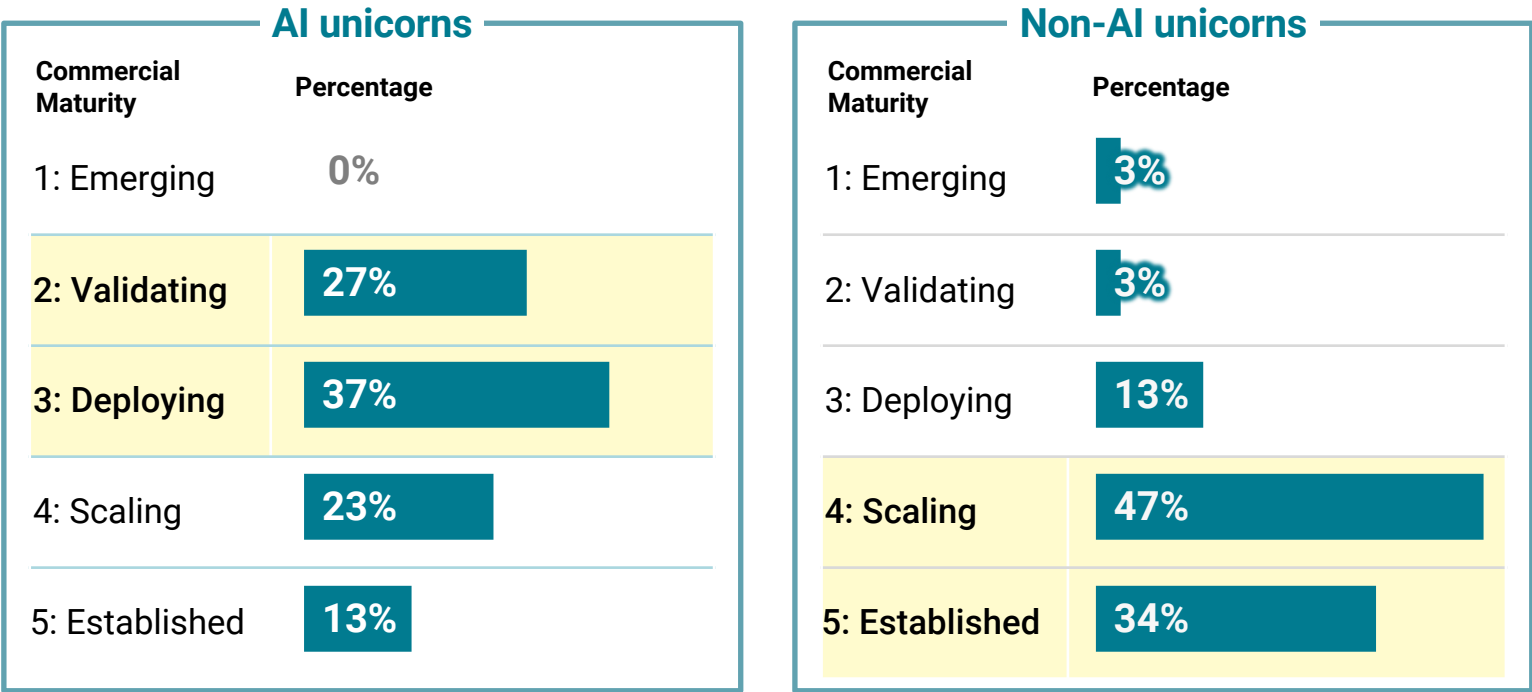 AI unicorns
Commercial
Maturity
Percentage
1: Emerging
0%
2: Validating
27%
3: Deploying
37%
4: Scaling
23%
5: Established
13%
Non-AI unicorns
Commercial
Maturity
Percentage
1: Emerging
3%
2: Validating
3%
3: Deploying
13%
4: Scaling
47%
5: Established
34%